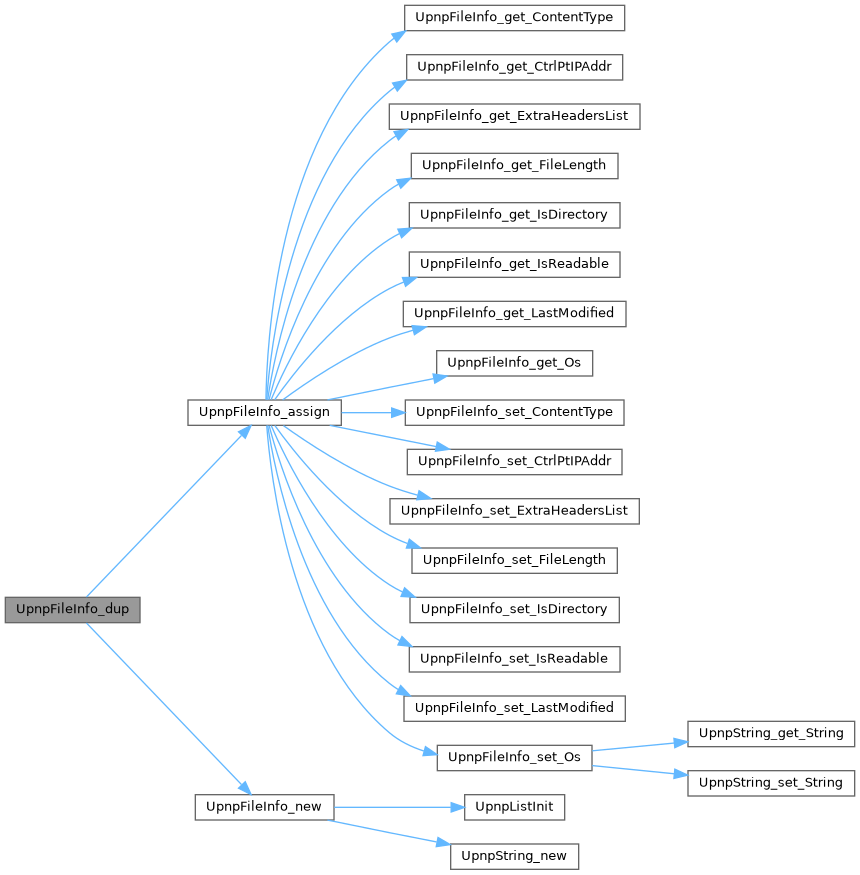 UpnpFileInfo_get_ContentType
UpnpFileInfo_get_CtrlPtIPAddr
UpnpFileInfo_get_ExtraHeadersList
UpnpFileInfo_get_FileLength
UpnpFileInfo_get_IsDirectory
UpnpFileInfo_get_IsReadable
UpnpFileInfo_get_LastModified
UpnpFileInfo_get_Os
UpnpFileInfo_assign
UpnpFileInfo_set_ContentType
UpnpFileInfo_set_CtrlPtIPAddr
UpnpFileInfo_set_ExtraHeadersList
UpnpFileInfo_set_FileLength
UpnpFileInfo_dup
UpnpFileInfo_set_IsDirectory
UpnpFileInfo_set_IsReadable
UpnpFileInfo_set_LastModified
UpnpString_get_String
UpnpFileInfo_set_Os
UpnpString_set_String
UpnpFileInfo_new
UpnpListInit
UpnpString_new